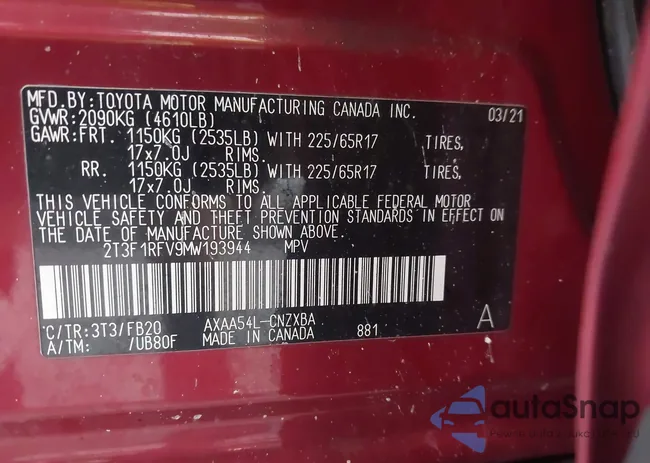 MFD.BY:TOYOTA MOTOR MANUFACTURING CANADA INC.
GVWR:2090KG (4610LB) 03/21
GAWR:FRT. 1150KG (2535LB) WITH 225/65R17 TIRES,
17x7.0J RIMS.
RR. 1150KG (2535LB) WITH 225/65R17 TIRES,
17x7.0J RIMS.
THIS VEHICLE CONFORMS TO ALL APPLICABLE FEDERAL MOTOR
VEHICLE SAFETY AND THEFT PREVENTION STANDARDS IN EFFECT ON
THE DATE OF MANUFACTURE SHOWN ABOVE.
2T3F1RFV9MW193944 MPV
C/TR:3T3/FB20 AXAA54L-CNZXBA
A/TM: /UB80F MADE IN CANADA 881 A
autoSnap